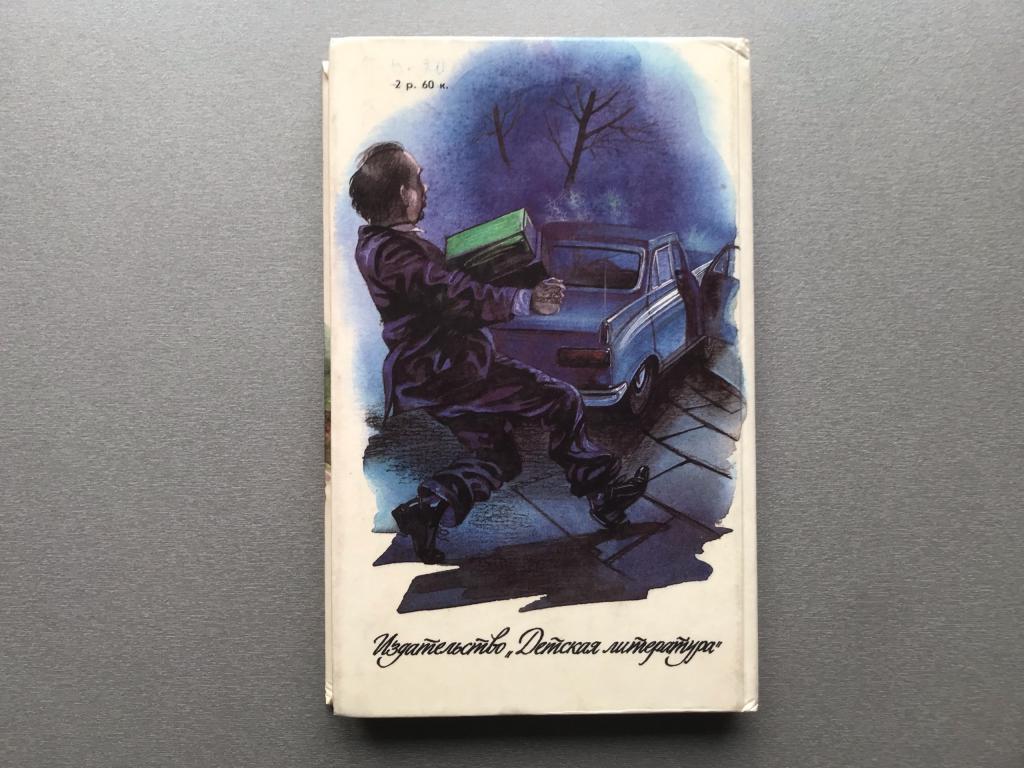 2 р. 60 к.
Издательство „Детская литература"